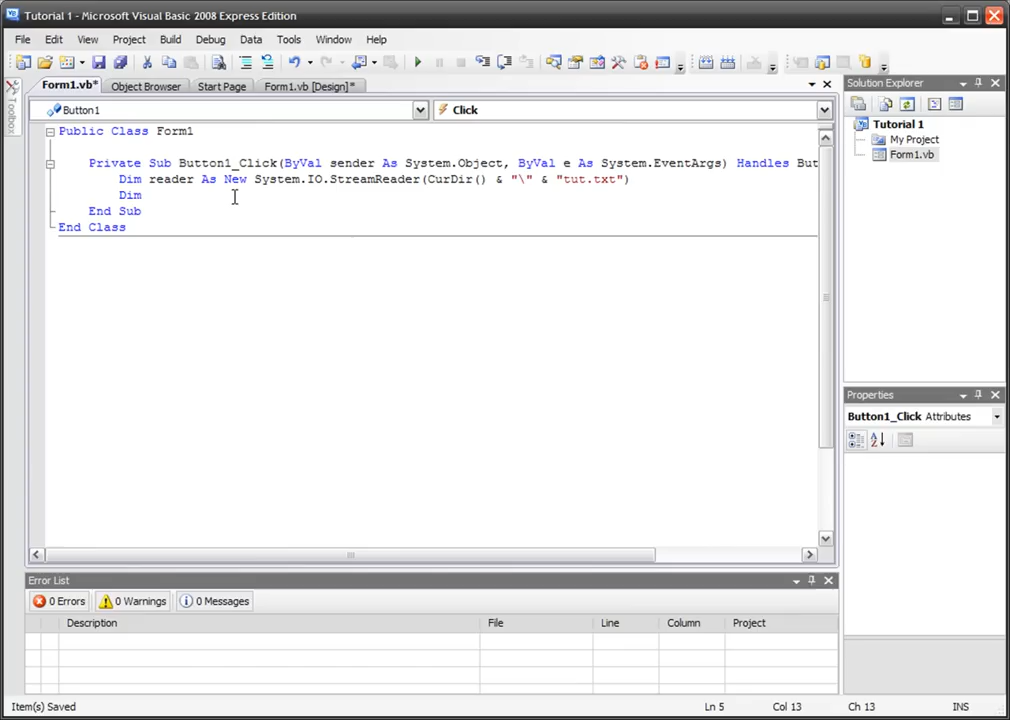 Tutorial 1 - Microsoft Visual Basic 2008 Express Edition
File Edit View Project Build Debug Data Tools Window Help
Form1.vb* Object Browser Start Page Form1.vb [Design]*
Toolbox
Button1 Click
Public Class Form1
Private Sub Button1_Click(ByVal sender As System.Object, ByVal e As System.EventArgs) Handles But
Dim reader As New System.IO.StreamReader(CurDir() & "\" & "tut.txt")
Dim
End Sub
End Class
Solution Explorer
Tutorial 1
My Project
Form1.vb
Properties
Button1_Click Attributes
Error List
0 Errors 0 Warnings 0 Messages
Description File Line Column Project
Item(s) Saved Ln 5 Col 13 Ch 13 INS